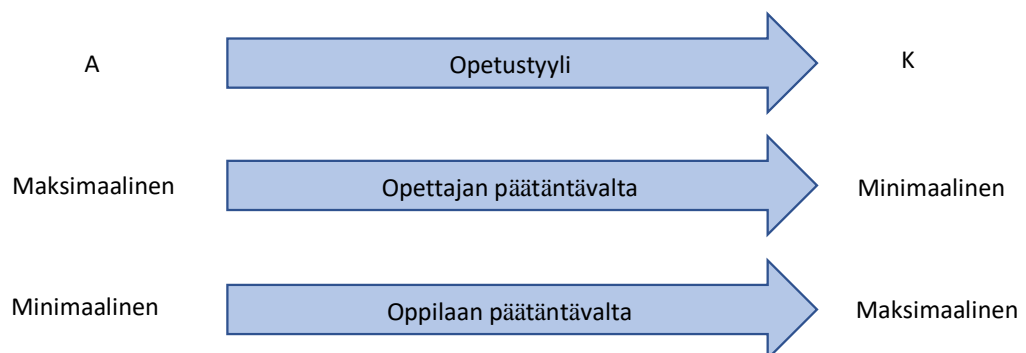 A Opetustyyli K
Maksimaalinen Opettajan päätäntävalta Minimaalinen
Minimaalinen Oppilaan päätäntävalta Maksimaalinen